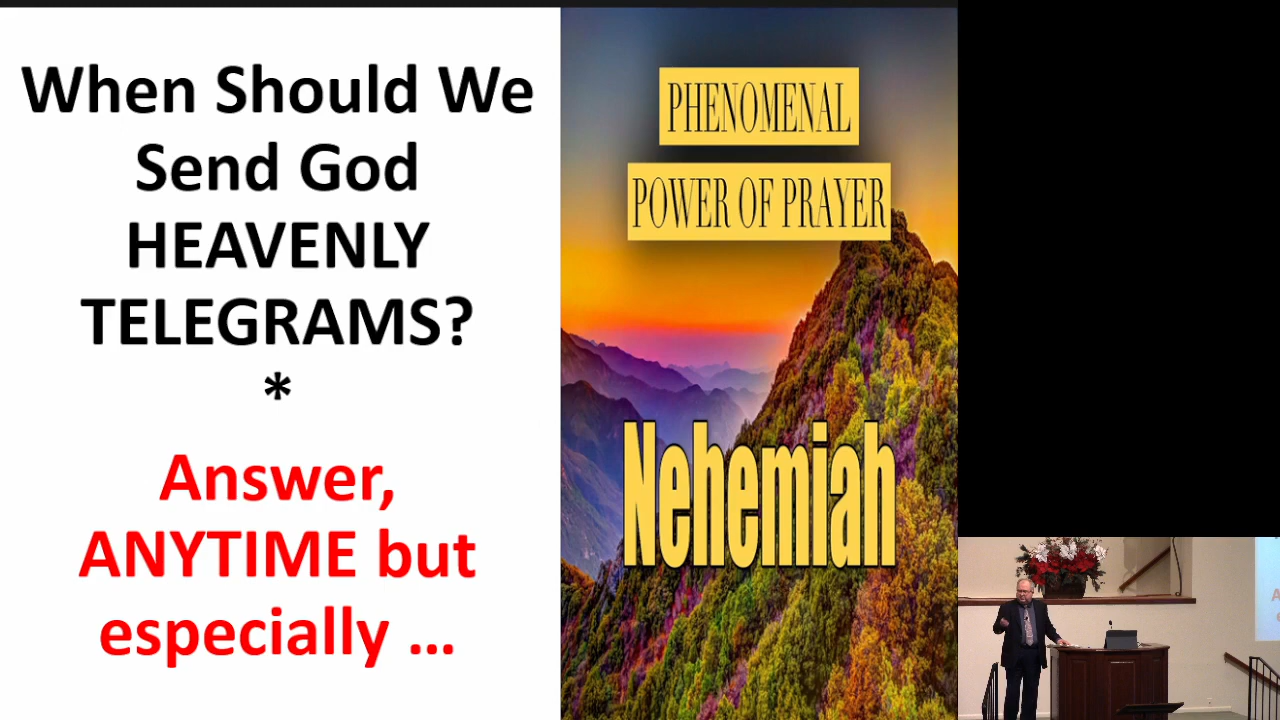 When Should We
Send God
HEAVENLY
TELEGRAMS?
*
Answer,
ANYTIME but
especially ...
PHENOMENAL
POWER OF PRAYER
Nehemiah